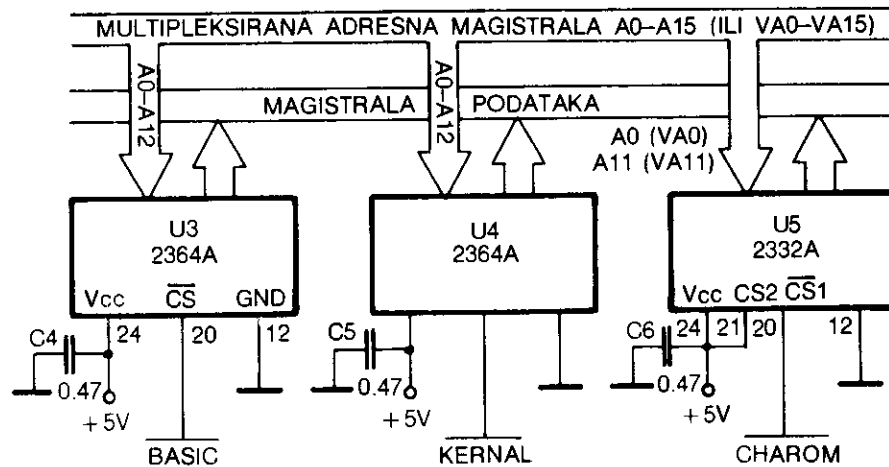 MULTIPLEKSIRANA ADRESNA MAGISTRALA A0–A15 (ILI VA0–VA15)
A0–A12
A0–A12
MAGISTRALA PODATAKA
A0 (VA0)
A11 (VA11)
U3
2364A
U4
2364A
U5
2332A
Vcc CS GND
Vcc CS2 CS1
C4 24 20 12
C5
C6 24 21 20 12
0.47
0.47
0.47
+5V
+5V
+5V
BASIC
KERNAL
CHAROM